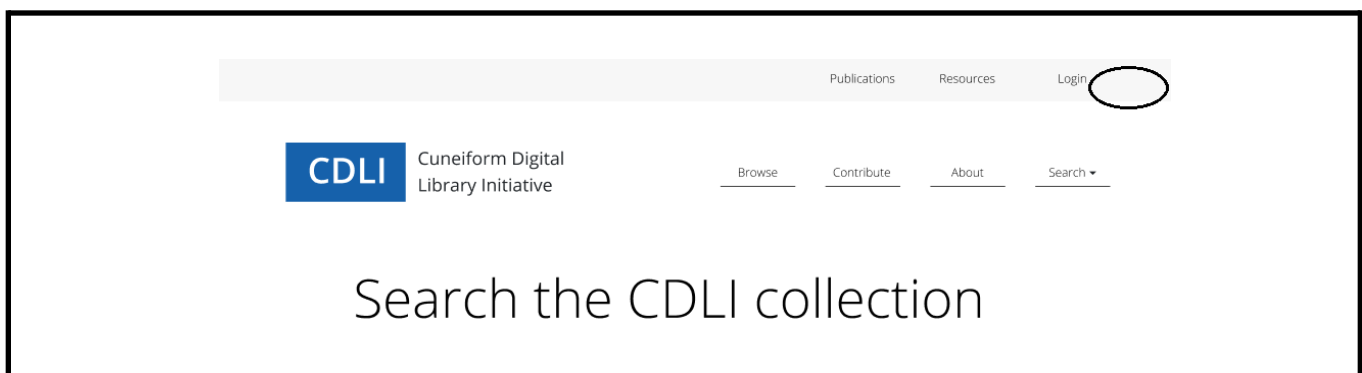 Publications Resources Login
CDLI
Cuneiform Digital
Library Initiative
Browse Contribute About Search
Search the CDLI collection